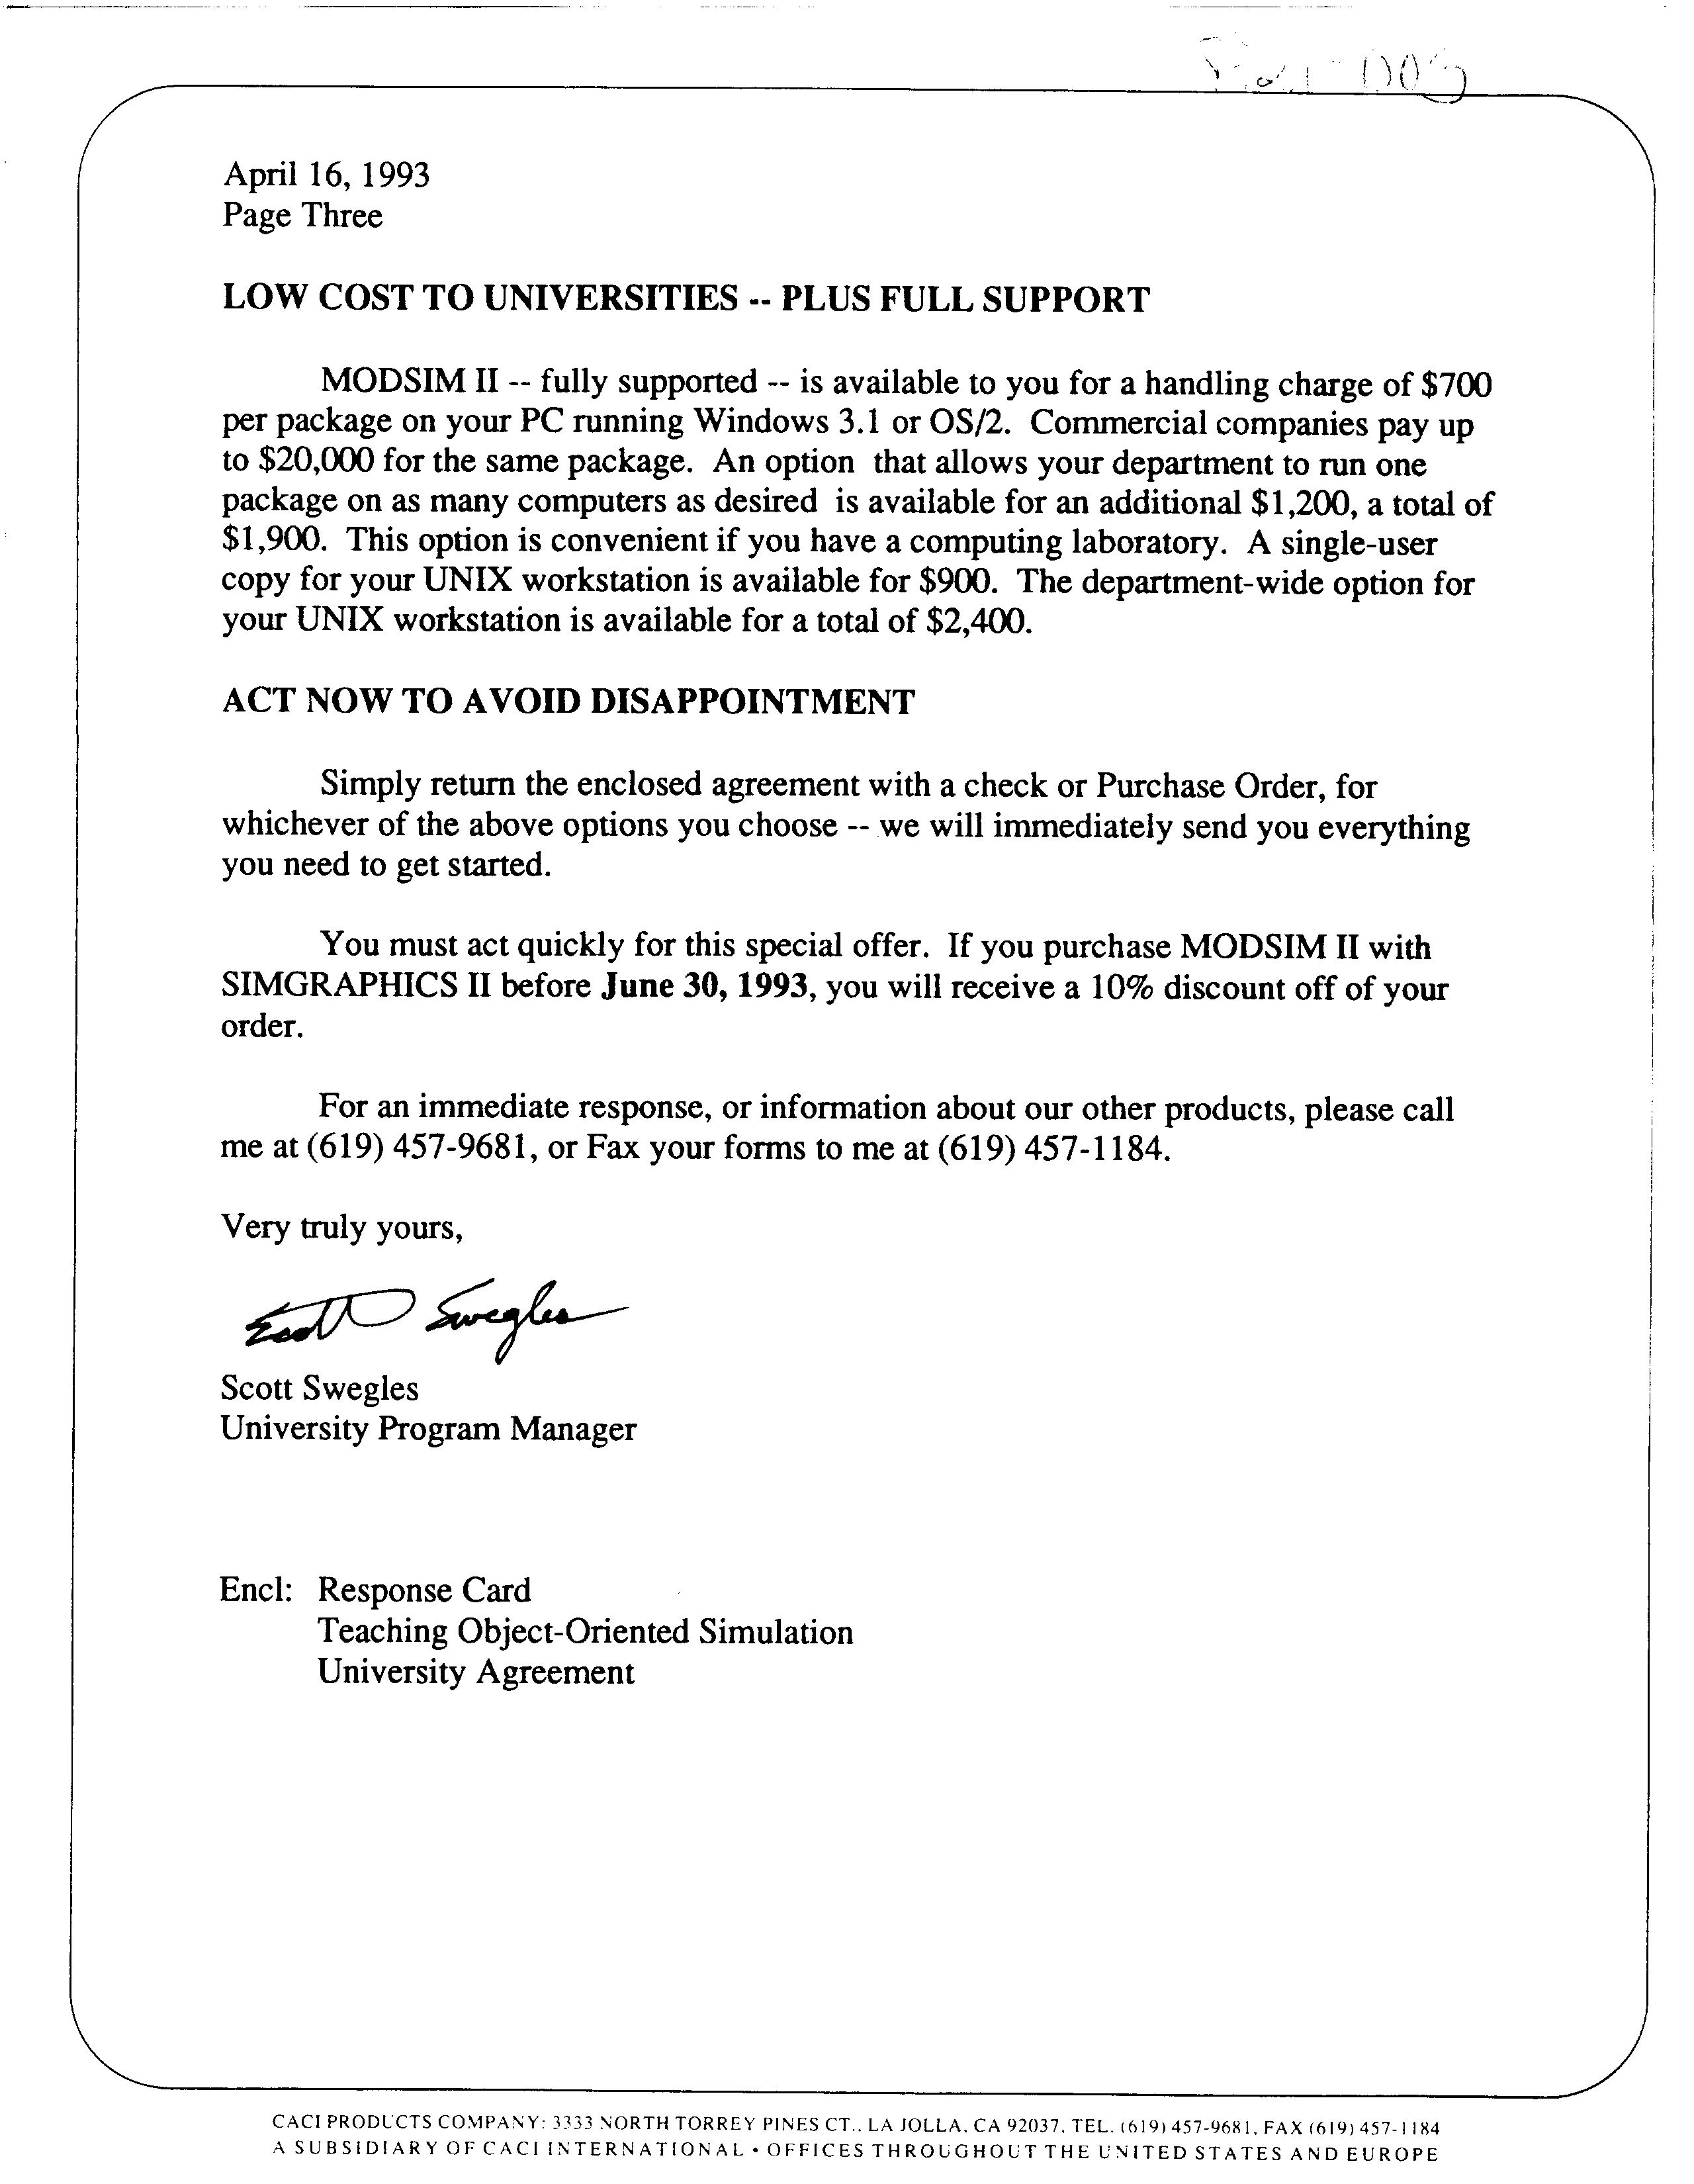 April 16, 1993
Page Three
LOW COST TO UNIVERSITIES -- PLUS FULL SUPPORT
MODSIM II -- fully supported -- is available to you for a handling charge of $700
per package on your PC running Windows 3.1 or OS/2. Commercial companies pay up
to $20,000 for the same package. An option that allows your department to run one
package on as many computers as desired is available for an additional $1,200, a total of
$1,900. This option is convenient if you have a computing laboratory. A single-user
copy for your UNIX workstation is available for $900. The department-wide option for
your UNIX workstation is available for a total of $2,400.
ACT NOW TO AVOID DISAPPOINTMENT
Simply return the enclosed agreement with a check or Purchase Order, for
whichever of the above options you choose -- we will immediately send you everything
you need to get started.
You must act quickly for this special offer. If you purchase MODSIM II with
SIMGRAPHICS II before June 30, 1993, you will receive a 10% discount off of your
order.
For an immediate response, or information about our other products, please call
me at (619) 457-9681, or Fax your forms to me at (619) 457-1184.
Very truly yours,
Scott Swegles
Scott Swegles
University Program Manager
Encl: Response Card
Teaching Object-Oriented Simulation
University Agreement
CACI PRODUCTS COMPANY: 3333 NORTH TORREY PINES CT., LA JOLLA, CA 92037, TEL. (619) 457-9681, FAX (619) 457-1184
A SUBSIDIARY OF CACI INTERNATIONAL • OFFICES THROUGHOUT THE UNITED STATES AND EUROPE